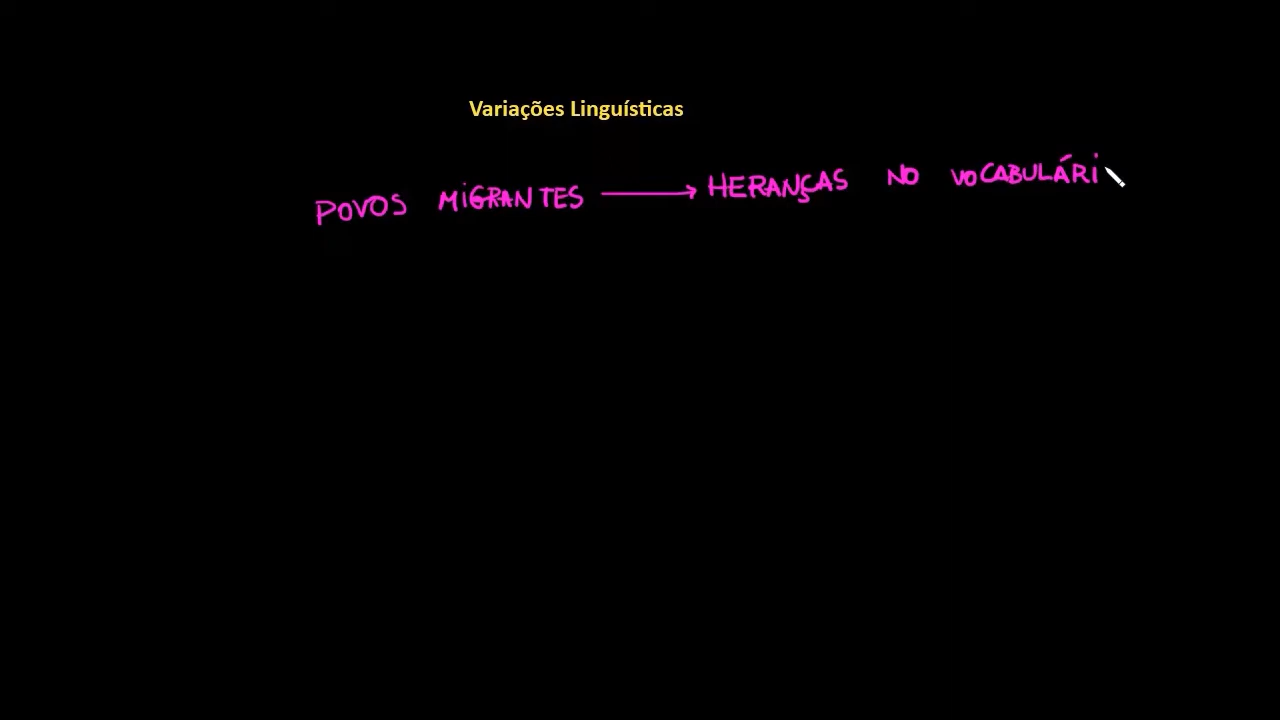 Variações Linguísticas
POVOS MIGRANTES → HERANÇAS NO VOCABULÁRI